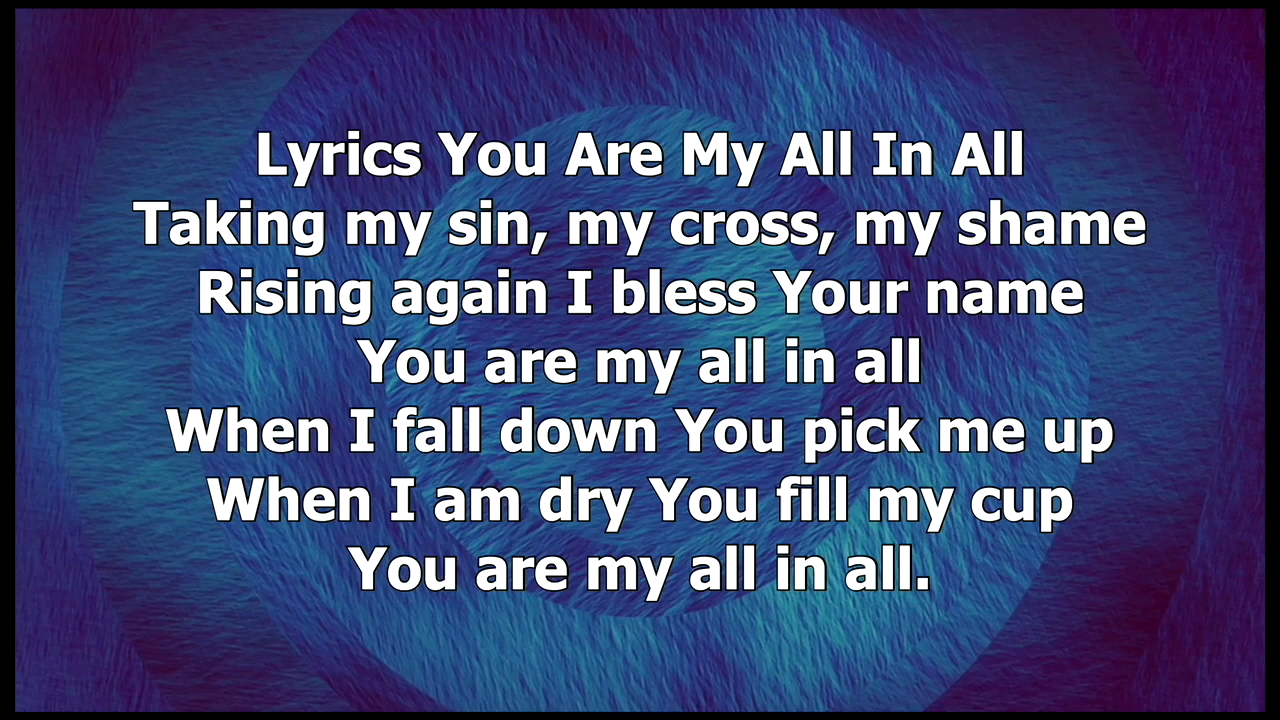 Lyrics You Are My All In All
Taking my sin, my cross, my shame
Rising again I bless Your name
You are my all in all
When I fall down You pick me up
When I am dry You fill my cup
You are my all in all.